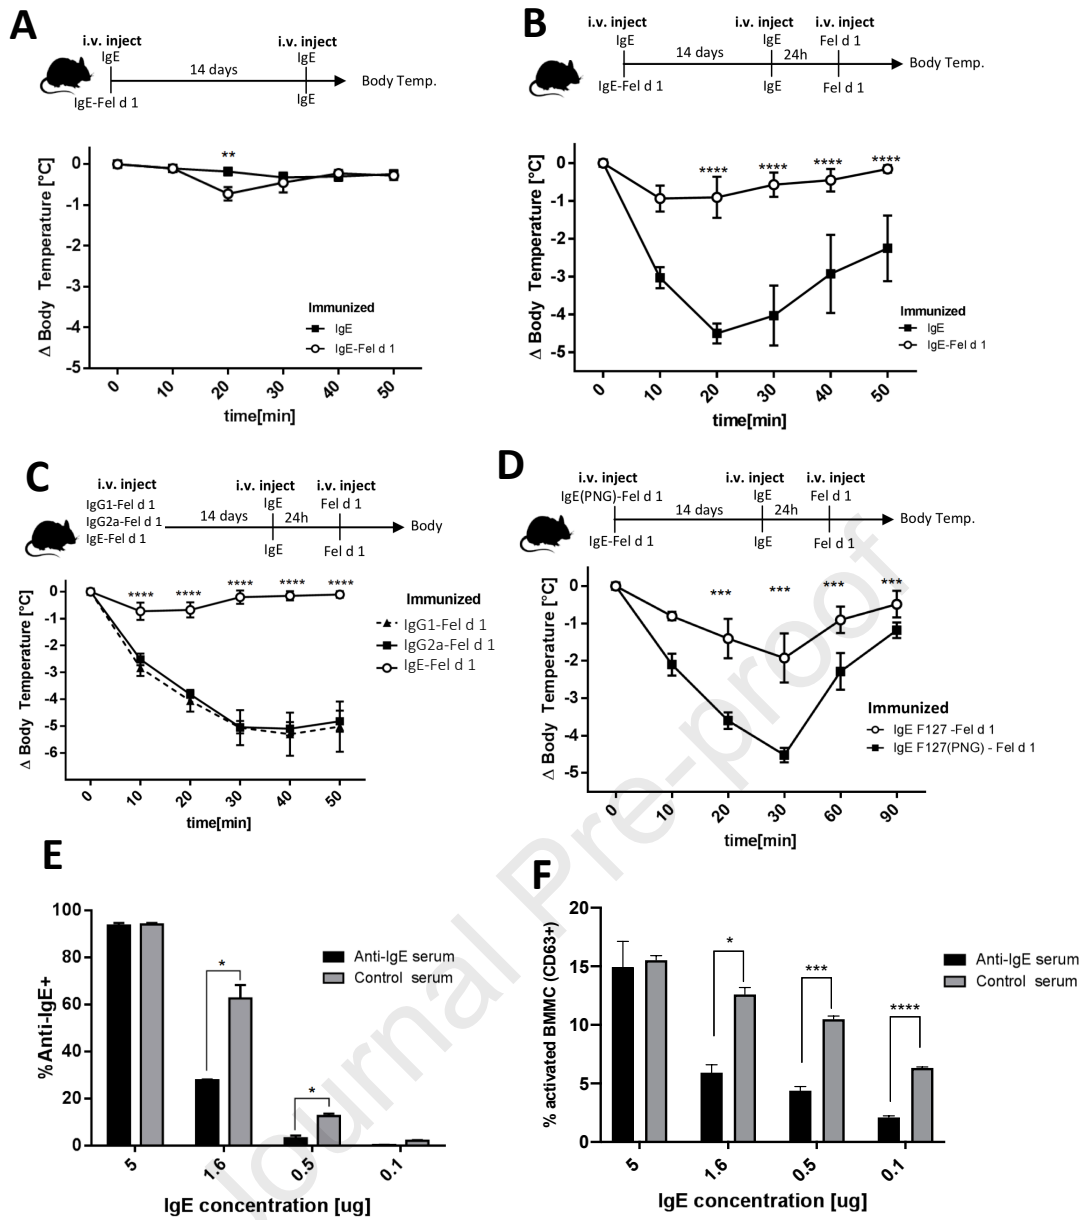 A
i.v. inject
IgE
i.v. inject
IgE
14 days
Body Temp.
IgE-Fel d 1
IgE
Δ Body Temperature [°C]
0
-1
-2
-3
-4
-5
**
Immunized
IgE
IgE-Fel d 1
0
10
20
30
40
50
time[min]
B
i.v. inject
IgE
i.v. inject
IgE
i.v. inject
Fel d 1
14 days
24h
Body Temp.
IgE-Fel d 1
IgE
Fel d 1
Δ Body Temperature [°C]
0
-1
-2
-3
-4
-5
****
****
****
****
Immunized
IgE
IgE-Fel d 1
0
10
20
30
40
50
time[min]
C
i.v. inject
IgG1-Fel d 1
IgG2a-Fel d 1
IgE-Fel d 1
i.v. inject
IgE
i.v. inject
Fel d 1
14 days
24h
Body
IgE
Fel d 1
Δ Body Temperature [°C]
0
-1
-2
-3
-4
-5
-6
****
****
****
****
****
Immunized
IgG1-Fel d 1
IgG2a-Fel d 1
IgE-Fel d 1
0
10
20
30
40
50
time[min]
D
i.v. inject
IgE(PNG)-Fel d 1
i.v. inject
IgE
i.v. inject
Fel d 1
14 days
24h
Body Temp.
IgE-Fel d 1
IgE
Fel d 1
Δ Body Temperature [°C]
0
-1
-2
-3
-4
-5
***
***
***
***
Immunized
IgE F127 -Fel d 1
IgE F127(PNG) - Fel d 1
0
10
20
30
60
90
time[min]
E
%Anti-IgE+
100
80
60
40
20
0
*
*
Anti-IgE serum
Control serum
5
1.6
0.5
0.1
IgE concentration [ug]
F
% activated BMMC (CD63+)
20
15
10
5
0
*
***
****
Anti-IgE serum
Control serum
5
1.6
0.5
0.1
IgE concentration [ug]
Journal Pre-proof